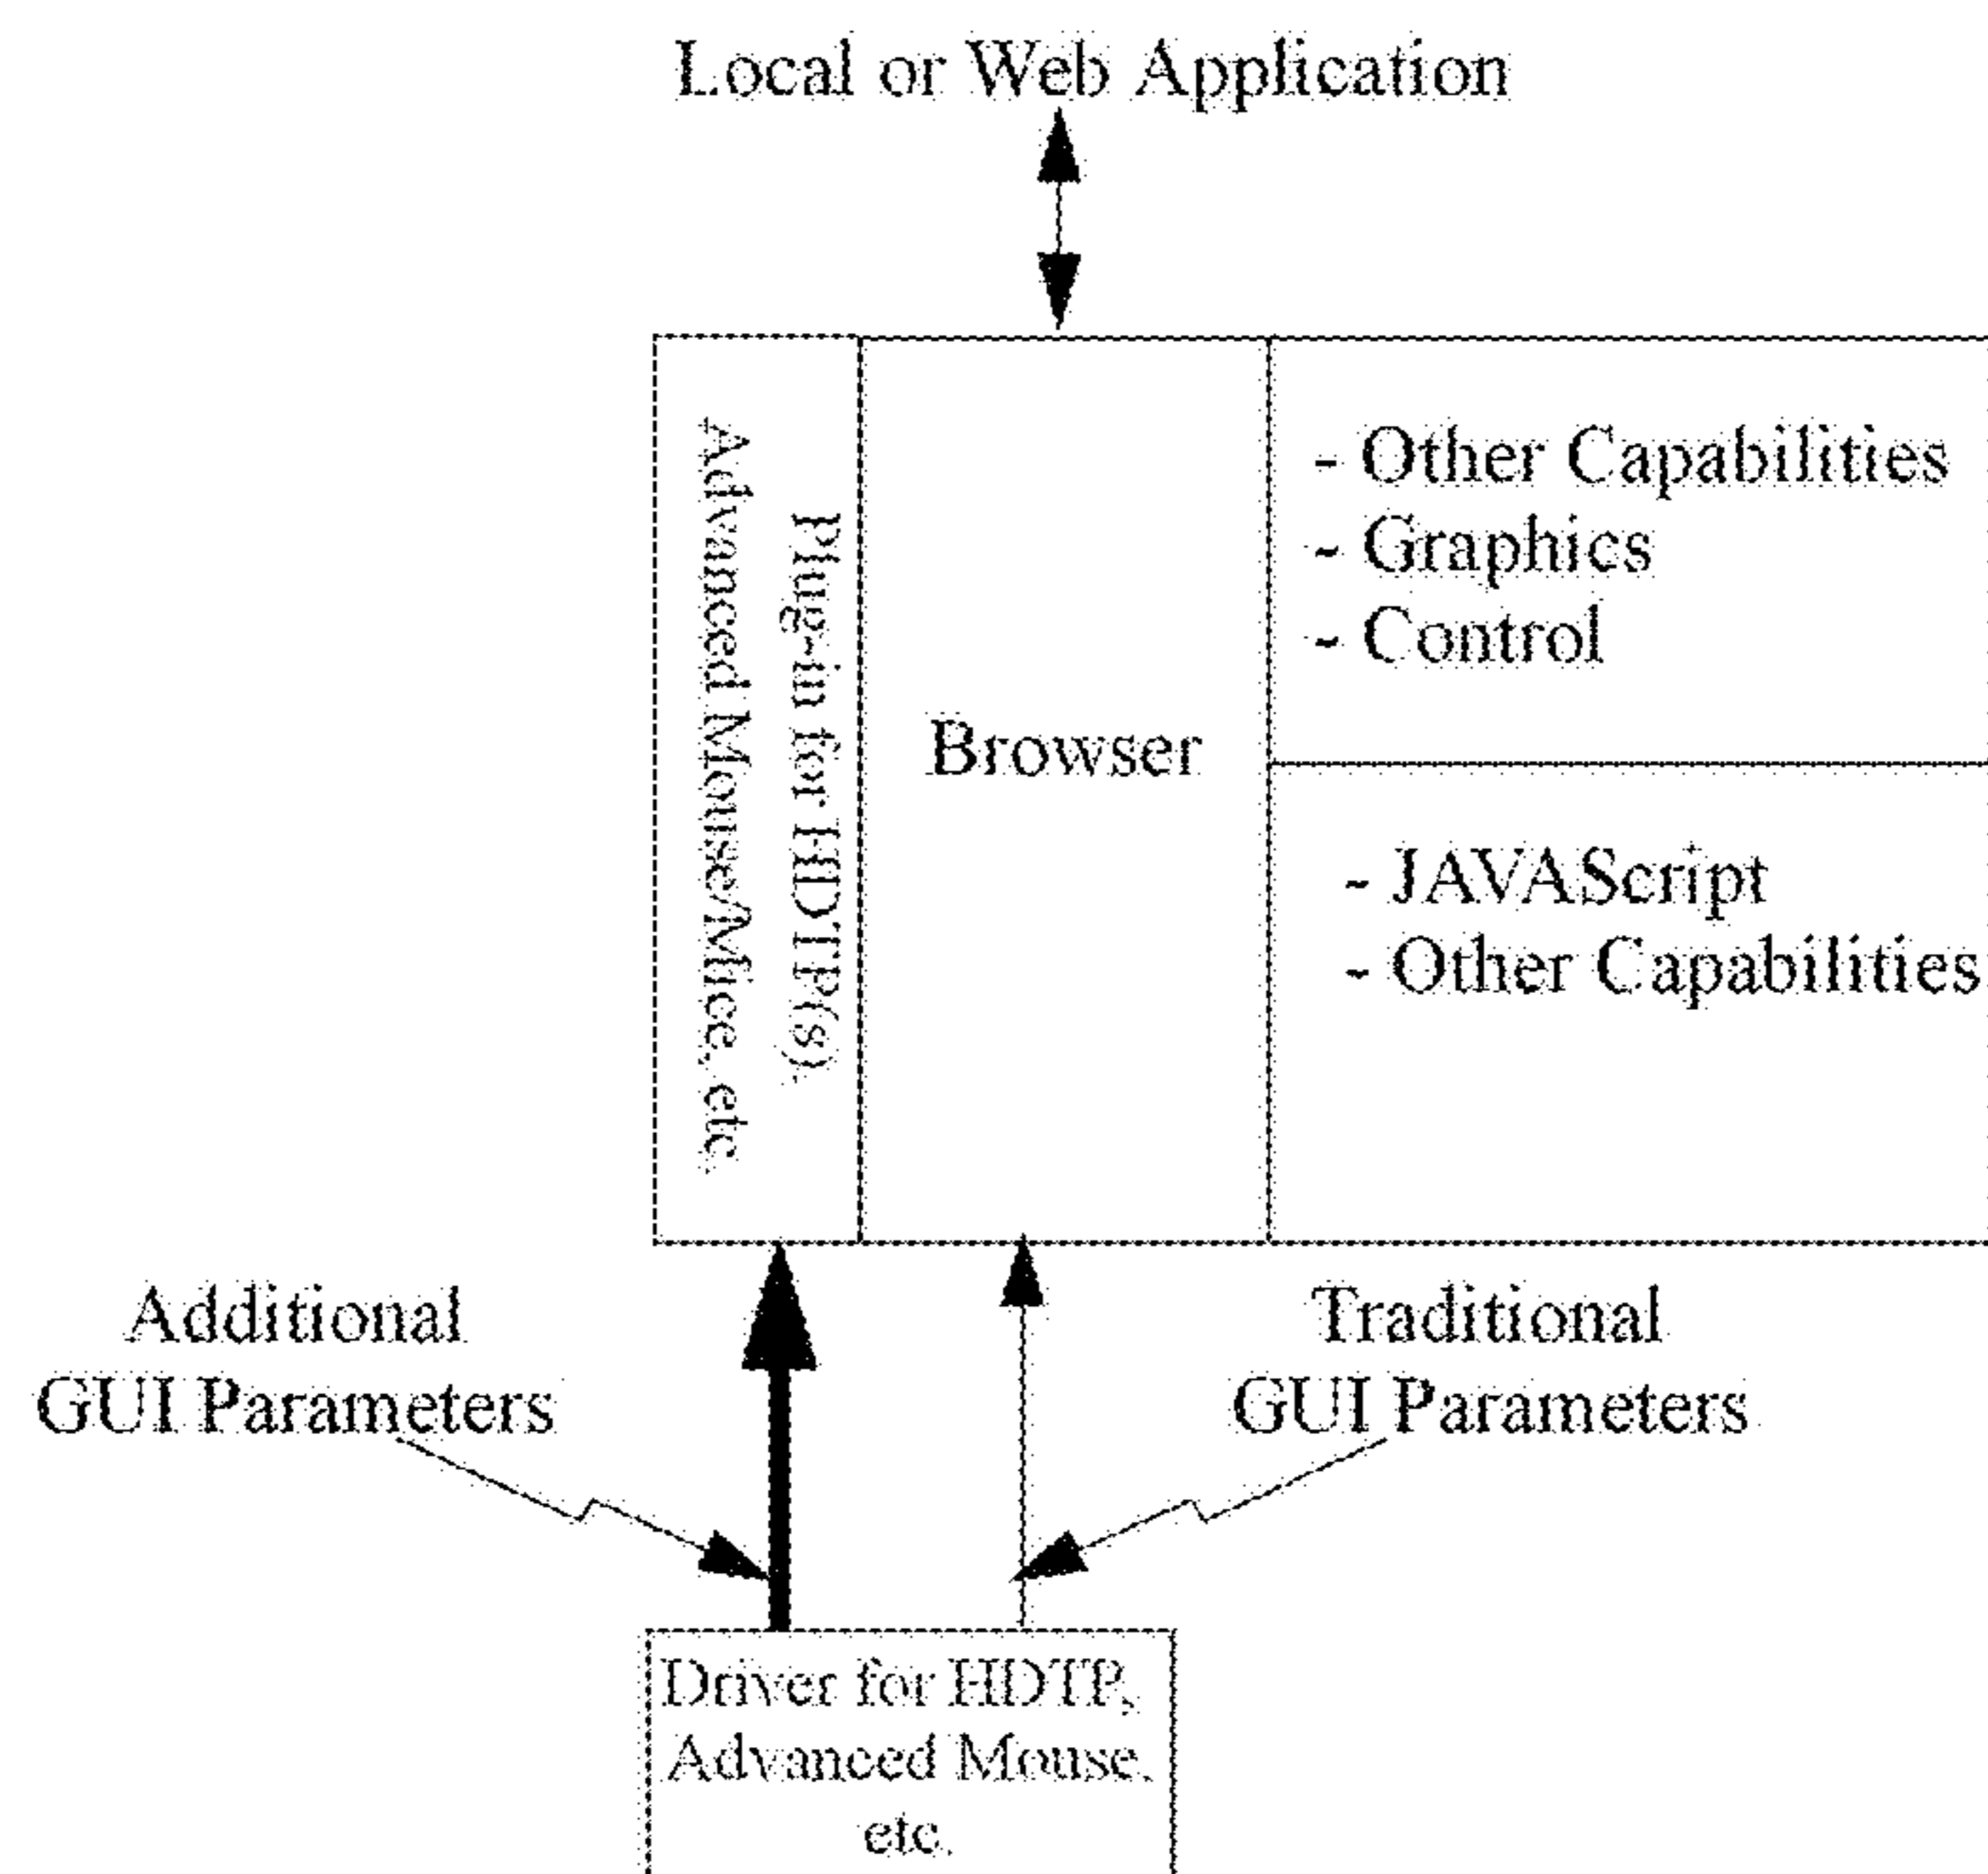 Local or Web Application
Plug-in for HDTP(s),
Advanced Mouse/Mice, etc.
Browser
- Other Capabilities
- Graphics
- Control
- JAVAScript
- Other Capabilities
Additional
GUI Parameters
Traditional
GUI Parameters
Driver for HDTP,
Advanced Mouse,
etc.